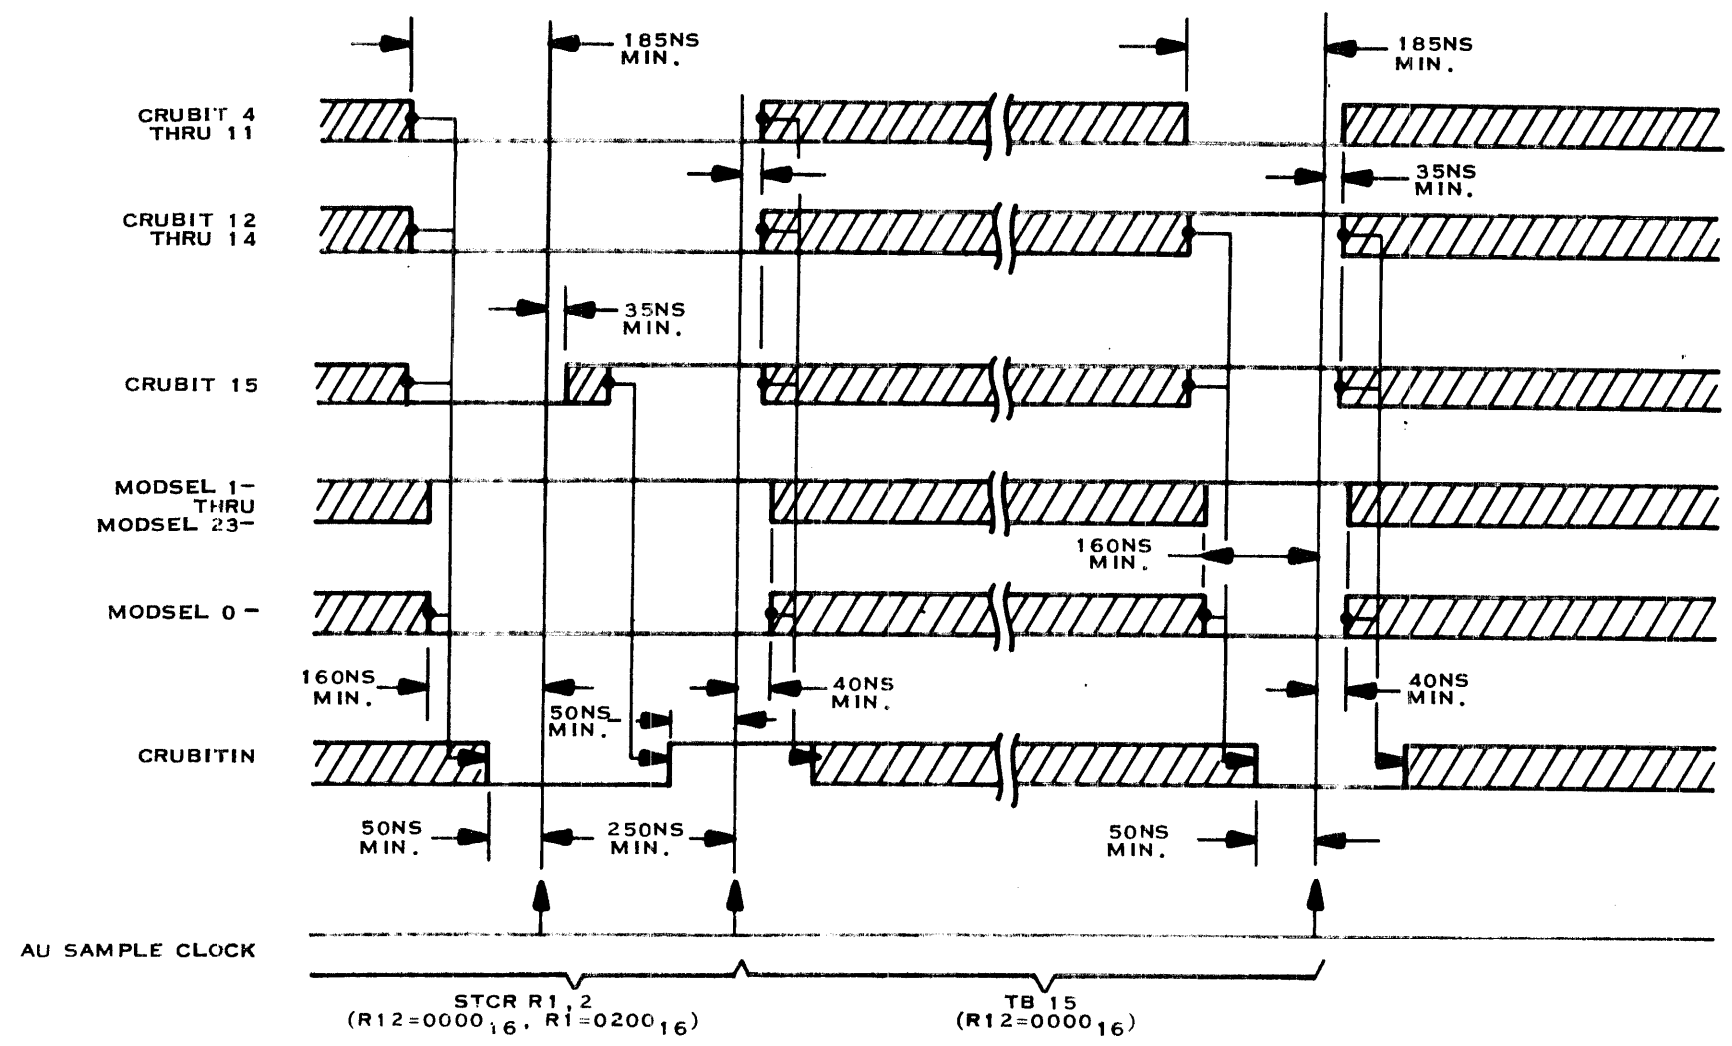 185NS
MIN.
185NS
MIN.
CRUBIT 4
THRU 11
35NS
MIN.
CRUBIT 12
THRU 14
35NS
MIN.
CRUBIT 15
MODSEL 1-
THRU
MODSEL 23-
160NS
MIN.
MODSEL 0 -
160NS
MIN.
40NS
MIN.
40NS
MIN.
50NS
MIN.
CRUBITIN
50NS
MIN.
250NS
MIN.
50NS
MIN.
AU SAMPLE CLOCK
STCR R1,2
(R12=0000₁₆, R1=0200₁₆)
TB 15
(R12=0000₁₆)